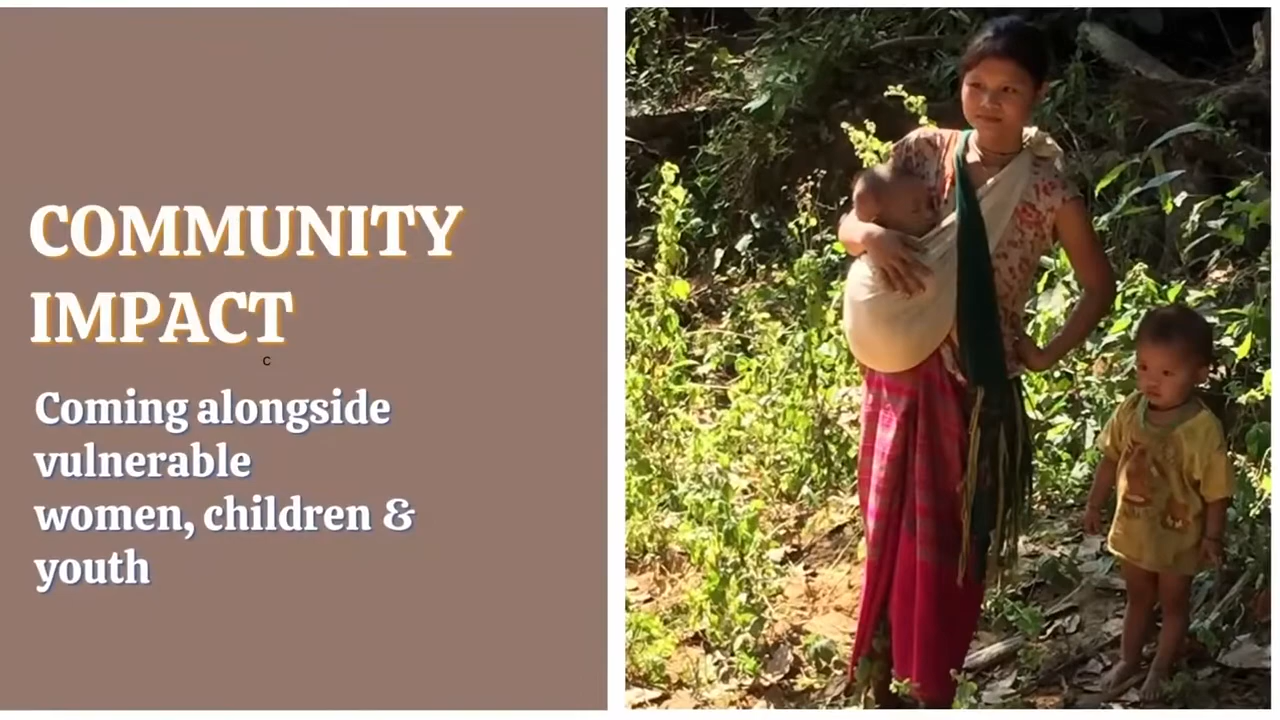 COMMUNITY
IMPACT
c
Coming alongside
vulnerable
women, children &
youth